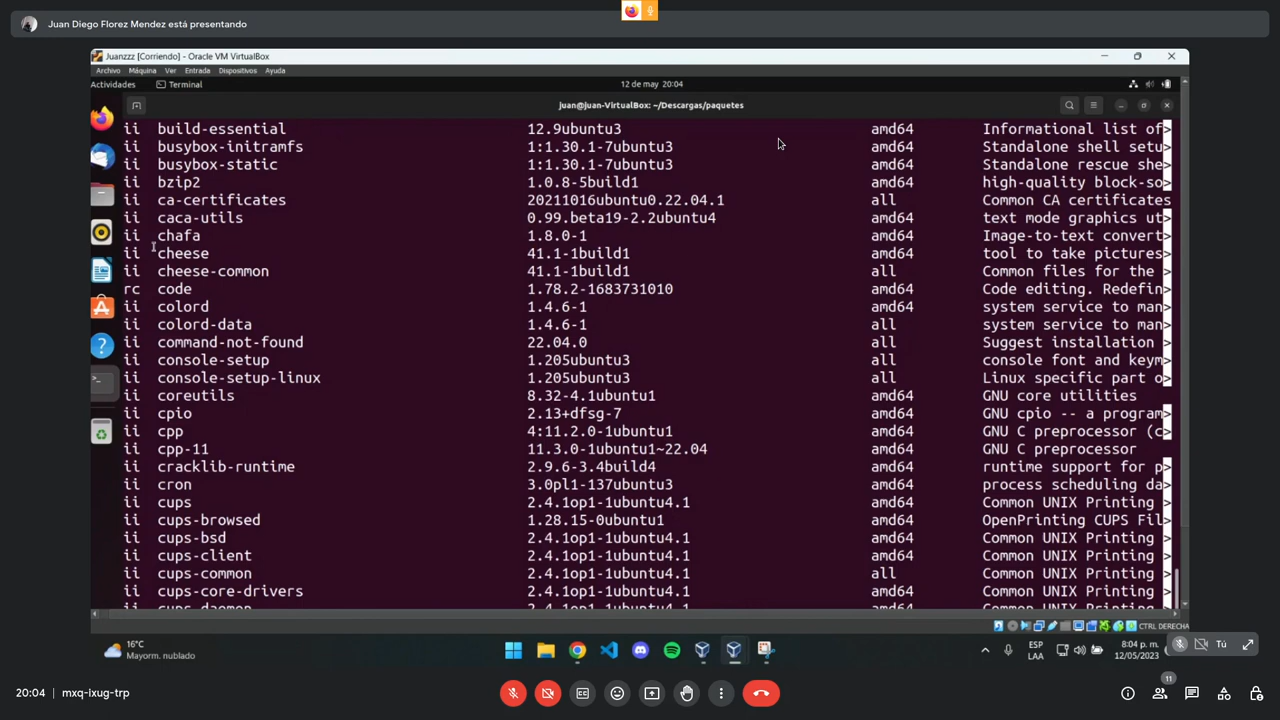 Juan Diego Florez Mendez está presentando
Juanzzz [Corriendo] - Oracle VM VirtualBox
Archivo Máquina Ver Entrada Dispositivos Ayuda
Actividades Terminal 12 de may 20:04
juan@juan-VirtualBox: ~/Descargas/paquetes
ii build-essential 12.9ubuntu3 amd64 Informational list of>
ii busybox-initramfs 1:1.30.1-7ubuntu3 amd64 Standalone shell setu>
ii busybox-static 1:1.30.1-7ubuntu3 amd64 Standalone rescue she>
ii bzip2 1.0.8-5build1 amd64 high-quality block-so>
ii ca-certificates 20211016ubuntu0.22.04.1 all Common CA certificates
ii caca-utils 0.99.beta19-2.2ubuntu4 amd64 text mode graphics ut>
ii chafa 1.8.0-1 amd64 Image-to-text convert>
ii cheese 41.1-1build1 amd64 tool to take pictures>
ii cheese-common 41.1-1build1 all Common files for the >
rc code 1.78.2-1683731010 amd64 Code editing. Redefin>
ii colord 1.4.6-1 amd64 system service to man>
ii colord-data 1.4.6-1 all system service to man>
ii command-not-found 22.04.0 all Suggest installation >
ii console-setup 1.205ubuntu3 all console font and keym>
ii console-setup-linux 1.205ubuntu3 all Linux specific part o>
ii coreutils 8.32-4.1ubuntu1 amd64 GNU core utilities
ii cpio 2.13+dfsg-7 amd64 GNU cpio -- a program>
ii cpp 4:11.2.0-1ubuntu1 amd64 GNU C preprocessor (c>
ii cpp-11 11.3.0-1ubuntu1~22.04 amd64 GNU C preprocessor
ii cracklib-runtime 2.9.6-3.4build4 amd64 runtime support for p>
ii cron 3.0pl1-137ubuntu3 amd64 process scheduling da>
ii cups 2.4.1op1-1ubuntu4.1 amd64 Common UNIX Printing >
ii cups-browsed 1.28.15-0ubuntu1 amd64 OpenPrinting CUPS Fil>
ii cups-bsd 2.4.1op1-1ubuntu4.1 amd64 Common UNIX Printing >
ii cups-client 2.4.1op1-1ubuntu4.1 amd64 Common UNIX Printing >
ii cups-common 2.4.1op1-1ubuntu4.1 all Common UNIX Printing >
ii cups-core-drivers 2.4.1op1-1ubuntu4.1 amd64 Common UNIX Printing >
ii cups-daemon 2.4.1op1-1ubuntu4.1 amd64 Common UNIX Printing >
CTRL DERECHA
16°C
Mayorm. nublado
ESP
LAA
8:04 p. m.
12/05/2023
Tú
20:04 mxq-ixug-trp
11